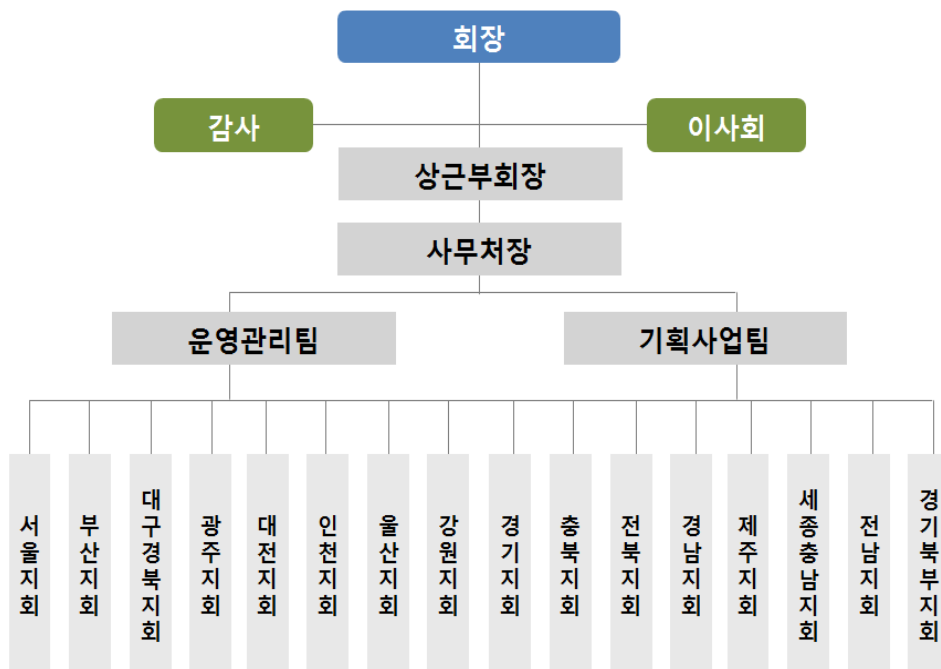 회장
감사
이사회
상근부회장
사무처장
운영관리팀
기획사업팀
서울지회
부산지회
대구경북지회
광주지회
대전지회
인천지회
울산지회
강원지회
경기지회
충북지회
전북지회
경남지회
제주지회
세종충남지회
전남지회
경기북부지회